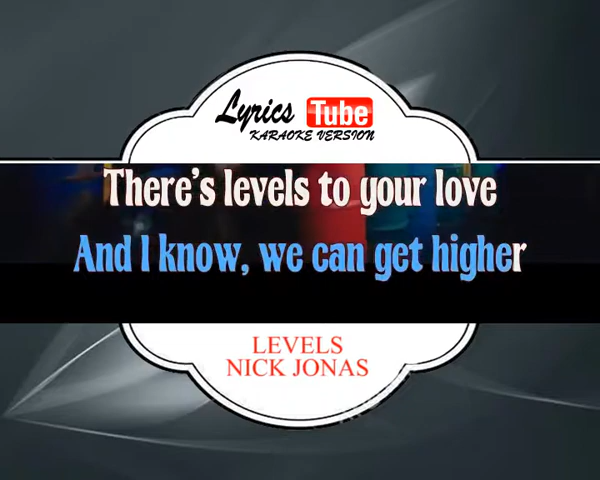 Lyrics Tube
KARAOKE VERSION
There's levels to your love
And I know, we can get higher
LEVELS
NICK JONAS